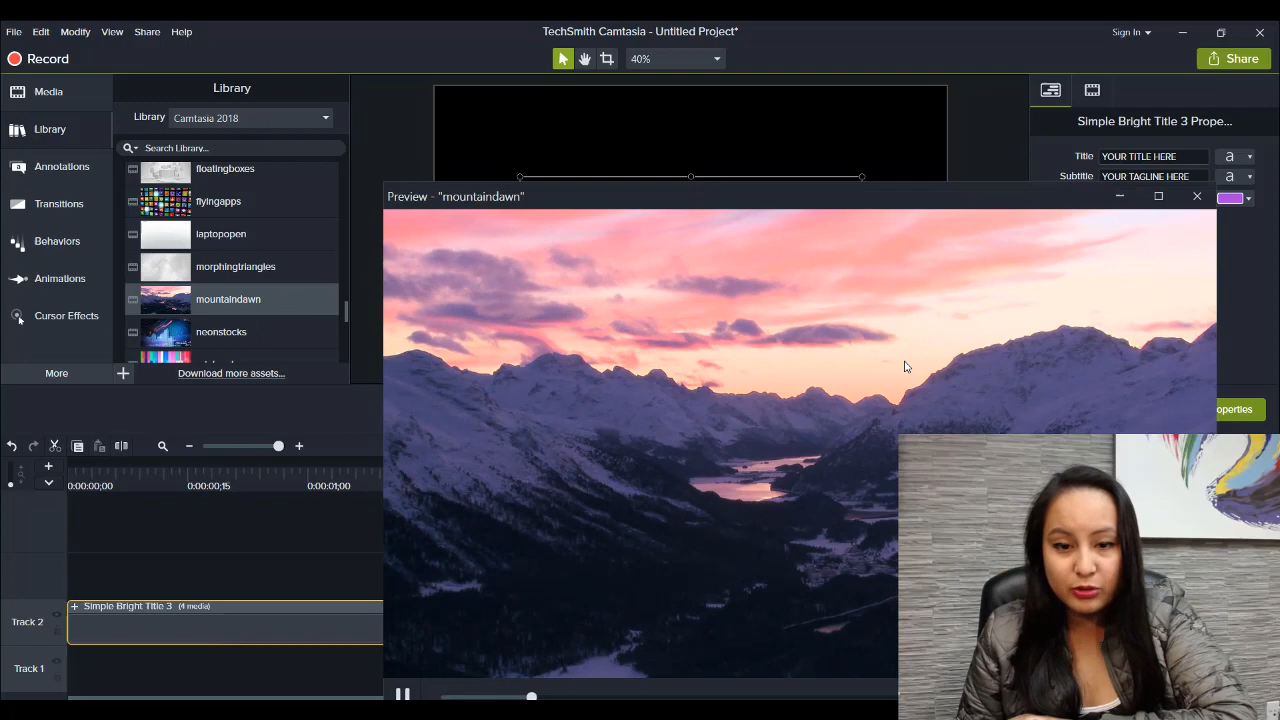 File Edit Modify View Share Help
TechSmith Camtasia - Untitled Project*
Sign In
Record
40%
Share
Media
Library
Annotations
Transitions
Behaviors
Animations
Cursor Effects
More
Library
Library Camtasia 2018
Search Library...
floatingboxes
flyingapps
laptopopen
morphingtriangles
mountaindawn
neonstocks
Download more assets...
Simple Bright Title 3 Prope...
Title YOUR TITLE HERE a
Subtitle YOUR TAGLINE HERE a
Preview - "mountaindawn"
operties
0:00:00;00 0:00:00;15 0:00:01;00
Simple Bright Title 3 (4 media)
Track 2
Track 1